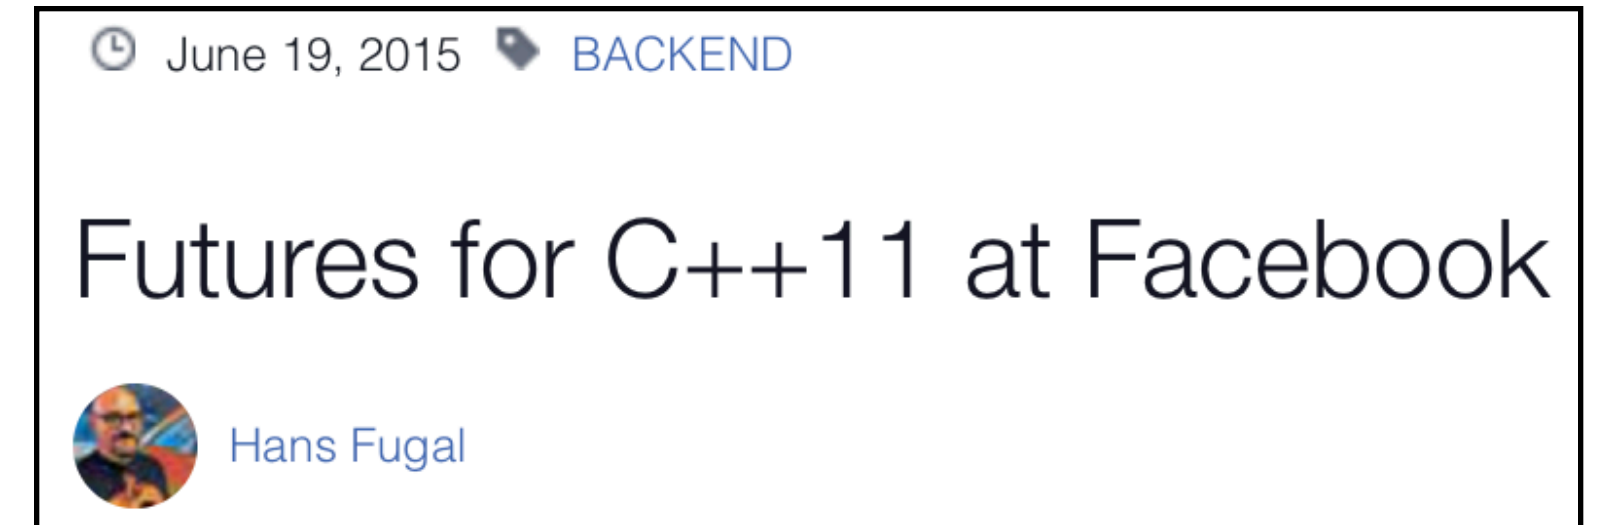 June 19, 2015 BACKEND
Futures for C++11 at Facebook
Hans Fugal